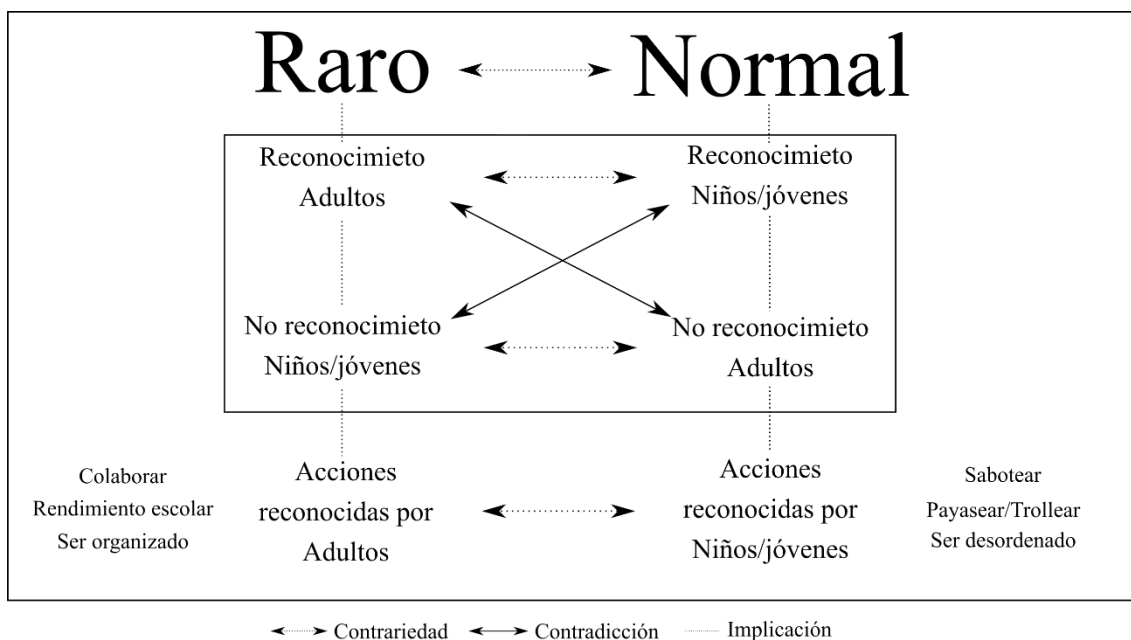 Raro
Normal
Reconocimieto
Adultos
Reconocimieto
Niños/jóvenes
No reconocimieto
Niños/jóvenes
No reconocimieto
Adultos
Colaborar
Rendimiento escolar
Ser organizado
Acciones
reconocidas por
Adultos
Acciones
reconocidas por
Niños/jóvenes
Sabotear
Payasear/Trollear
Ser desordenado
Contrariedad
Contradicción
Implicación